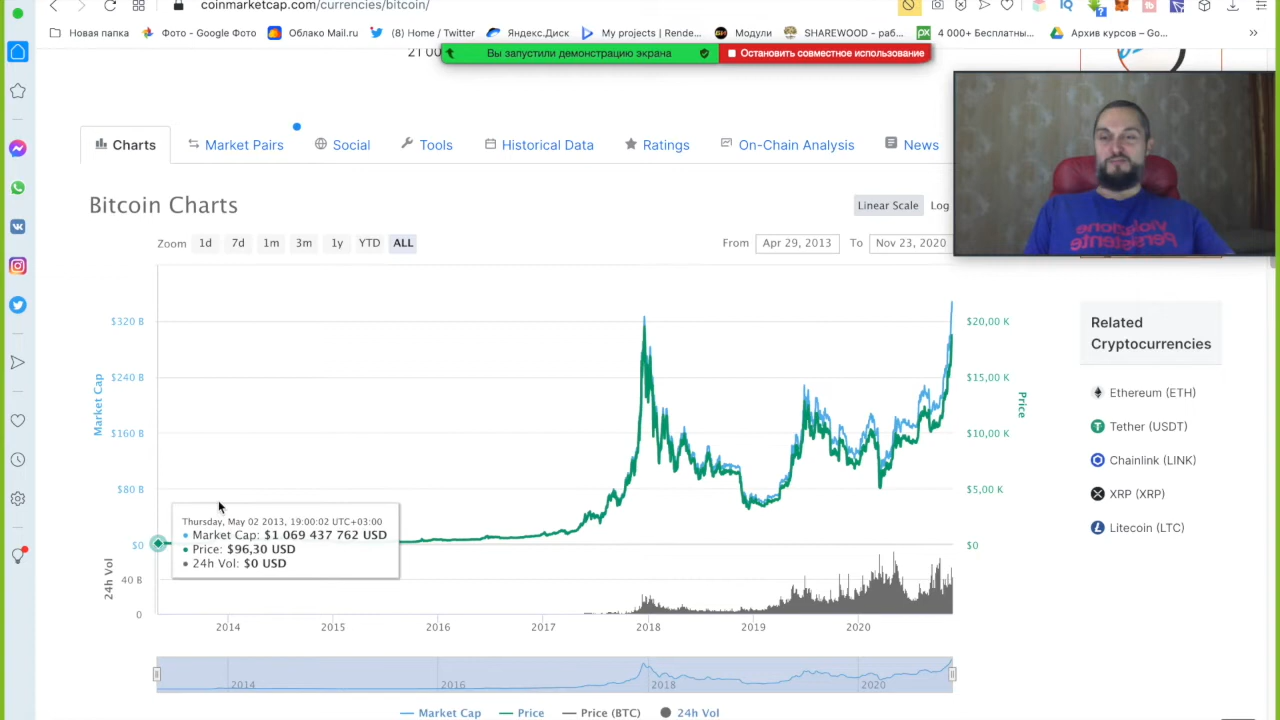 coinmarketcap.com/currencies/bitcoin/
Новая папка
Фото - Google Фото
Облако Mail.ru
(8) Home / Twitter
Яндекс.Диск
My projects | Rende...
Модули
SHAREWOOD - раб...
4 000+ Бесплатны...
Архив курсов – Go...
»
21 00
Вы запустили демонстрацию экрана
Остановить совместное использование
Charts
Market Pairs
Social
Tools
Historical Data
Ratings
On-Chain Analysis
News
Bitcoin Charts
Linear Scale
Log
Zoom 1d 7d 1m 3m 1y YTD ALL
From Apr 29, 2013 To Nov 23, 2020
Violazione
Persistente
$320 B
$240 B
$160 B
$80 B
$0
Market Cap
40 B
0
24h Vol
$20,00 K
$15,00 K
$10,00 K
$5,00 K
$0
Price
Thursday, May 02 2013, 19:00:02 UTC+03:00
Market Cap: $1 069 437 762 USD
Price: $96,30 USD
24h Vol: $0 USD
2014 2015 2016 2017 2018 2019 2020
2014 2016 2018 2020
Market Cap Price Price (BTC) 24h Vol
Related
Cryptocurrencies
Ethereum (ETH)
Tether (USDT)
Chainlink (LINK)
XRP (XRP)
Litecoin (LTC)